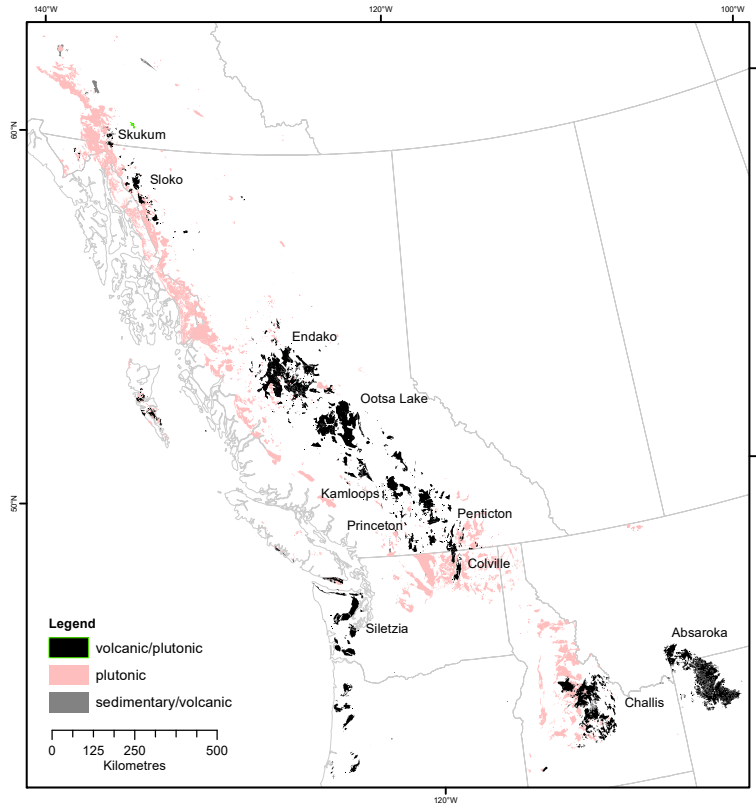 140°W
120°W
100°W
60°N
Skukum
Sloko
Endako
Ootsa Lake
Kamloops
50°N
Penticton
Princeton
Colville
Siletzia
Absaroka
Challis
Legend
volcanic/plutonic
plutonic
sedimentary/volcanic
0 125 250 500
Kilometres
120°W